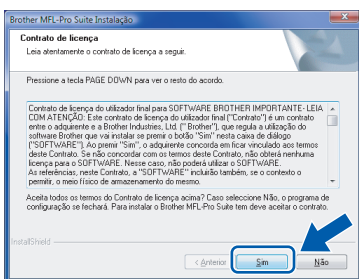 Brother MFL-Pro Suite Instalação
Contrato de licença
Leia atentamente o contrato de licença a seguir.
Pressione a tecla PAGE DOWN para ver o resto do acordo.
Contrato de licença do utilizador final para SOFTWARE BROTHER IMPORTANTE- LEIA
COM ATENÇÃO: Este contrato de licença do utilizador final ("Contrato") é um contrato
entre o adquirente e a Brother Industries, Ltd. ("Brother"), que regula a utilização do
software Brother que vai instalar se premir o botão "Sim" nesta caixa de diálogo
("SOFTWARE"). Ao premir "Sim", o adquirente concorda em ficar vinculado aos termos
deste Contrato. Se não concordar com os termos deste Contrato, não obterá nenhuma
licença para o SOFTWARE. Nesse caso, não poderá utilizar o SOFTWARE.
As referências, neste Contrato, a "SOFTWARE" incluirão também, se o contexto o
permitir, o meio físico de armazenamento do mesmo.
Aceita todos os termos do Contrato de licença acima? Caso seleccione Não, o programa de
configuração se fechará. Para instalar o Brother MFL-Pro Suite tem deve aceitar o contrato.
InstallShield
< Anterior
Sim
Não